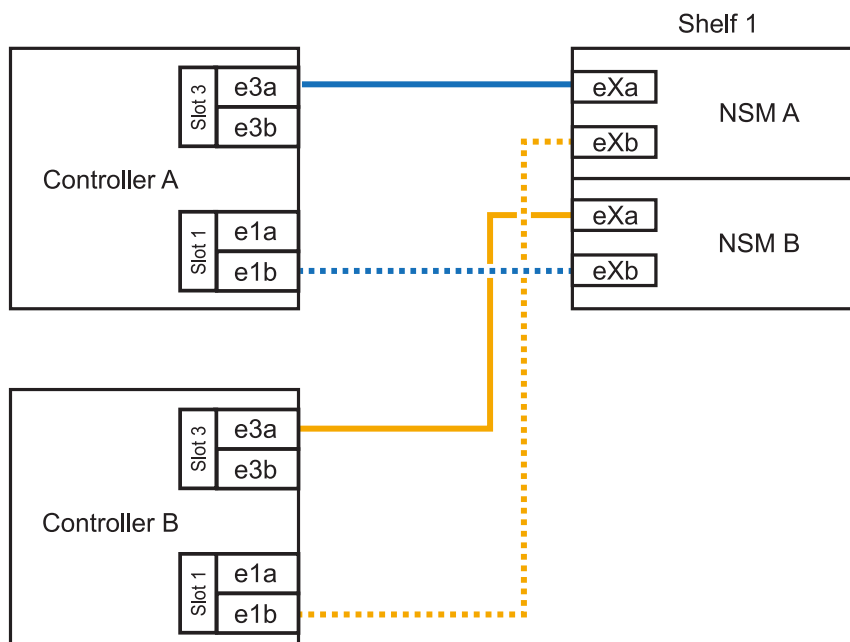 Shelf 1
Slot 3
e3a
e3b
Controller A
Slot 1
e1a
e1b
eXa
eXb
NSM A
eXa
eXb
NSM B
Slot 3
e3a
e3b
Controller B
Slot 1
e1a
e1b